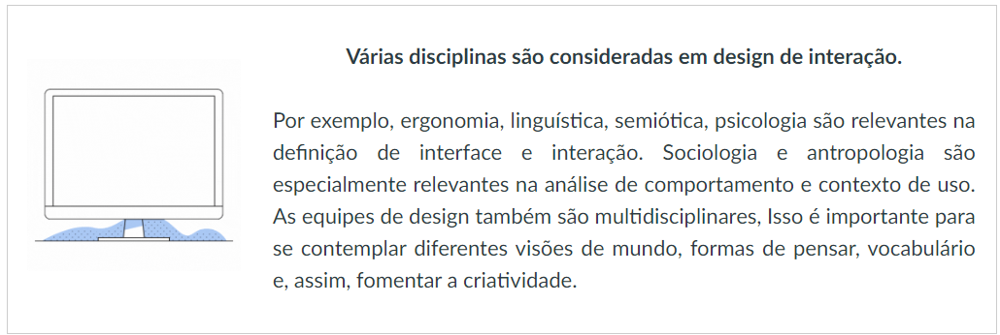 Várias disciplinas são consideradas em design de interação.
Por exemplo, ergonomia, linguística, semiótica, psicologia são relevantes na
definição de interface e interação. Sociologia e antropologia são
especialmente relevantes na análise de comportamento e contexto de uso.
As equipes de design também são multidisciplinares, Isso é importante para
se contemplar diferentes visões de mundo, formas de pensar, vocabulário
e, assim, fomentar a criatividade.